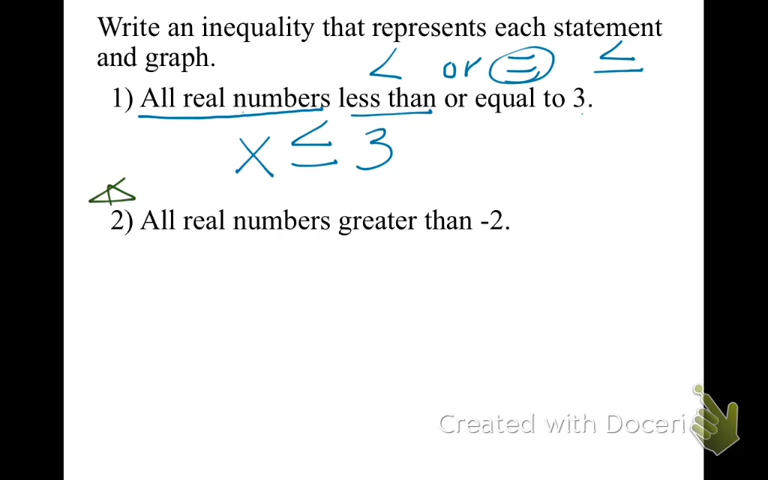 Write an inequality that represents each statement
and graph.
< or = ≤
1) All real numbers less than or equal to 3.
x ≤ 3
2) All real numbers greater than -2.
Created with Doceri